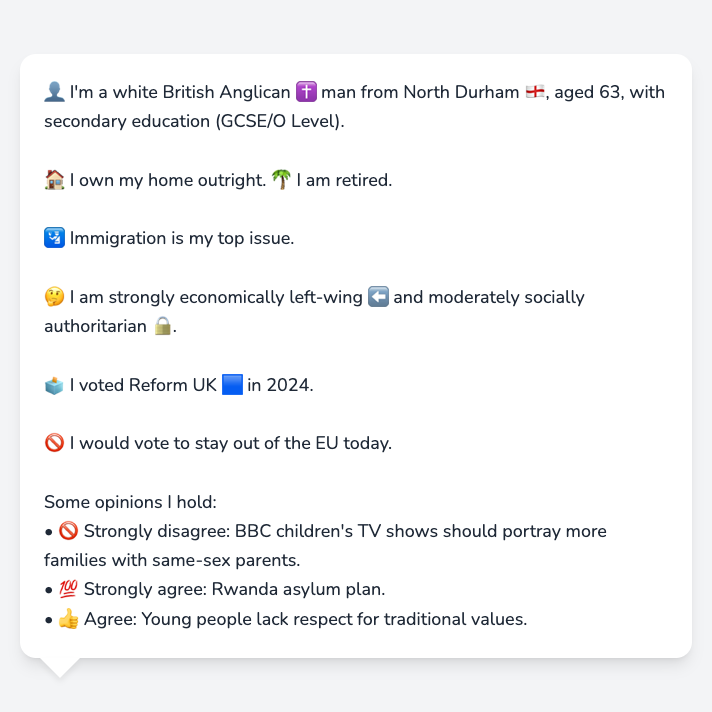 👤 I'm a white British Anglican ✝️ man from North Durham 🏴󠁧󠁢󠁥󠁮󠁧󠁿, aged 63, with
secondary education (GCSE/O Level).
🏠 I own my home outright. 🌴 I am retired.
🛂 Immigration is my top issue.
🤔 I am strongly economically left-wing ⬅️ and moderately socially
authoritarian 🔒.
🗳️ I voted Reform UK 🟦 in 2024.
🚫 I would vote to stay out of the EU today.
Some opinions I hold:
• 🚫 Strongly disagree: BBC children's TV shows should portray more
families with same-sex parents.
• 💯 Strongly agree: Rwanda asylum plan.
• 👍 Agree: Young people lack respect for traditional values.